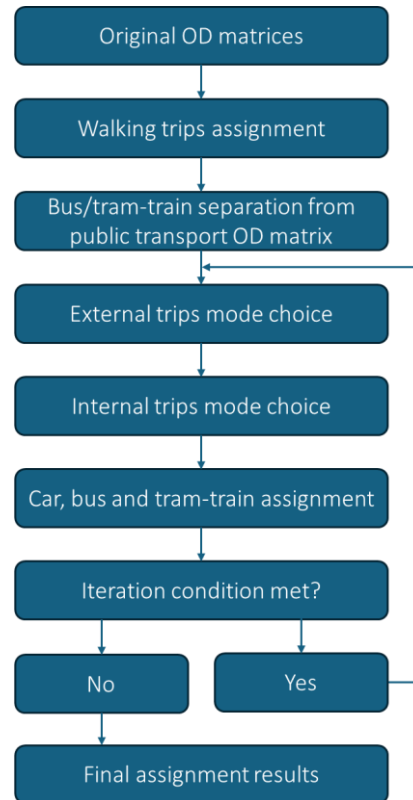 Original OD matrices
Walking trips assignment
Bus/tram-train separation from
public transport OD matrix
External trips mode choice
Internal trips mode choice
Car, bus and tram-train assignment
Iteration condition met?
No
Yes
Final assignment results